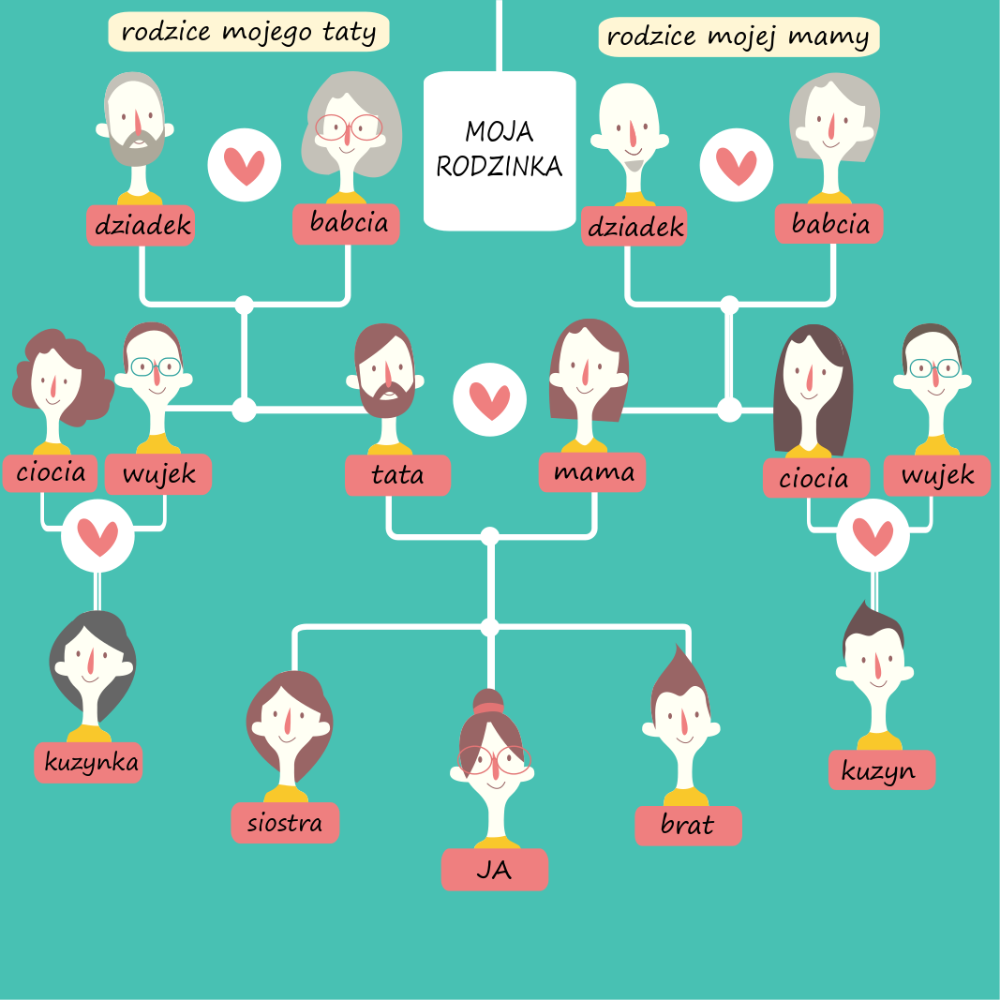 rodzice mojego taty
rodzice mojej mamy
MOJA
RODZINKA
dziadek
babcia
dziadek
babcia
ciocia
wujek
tata
mama
ciocia
wujek
kuzynka
siostra
JA
brat
kuzyn